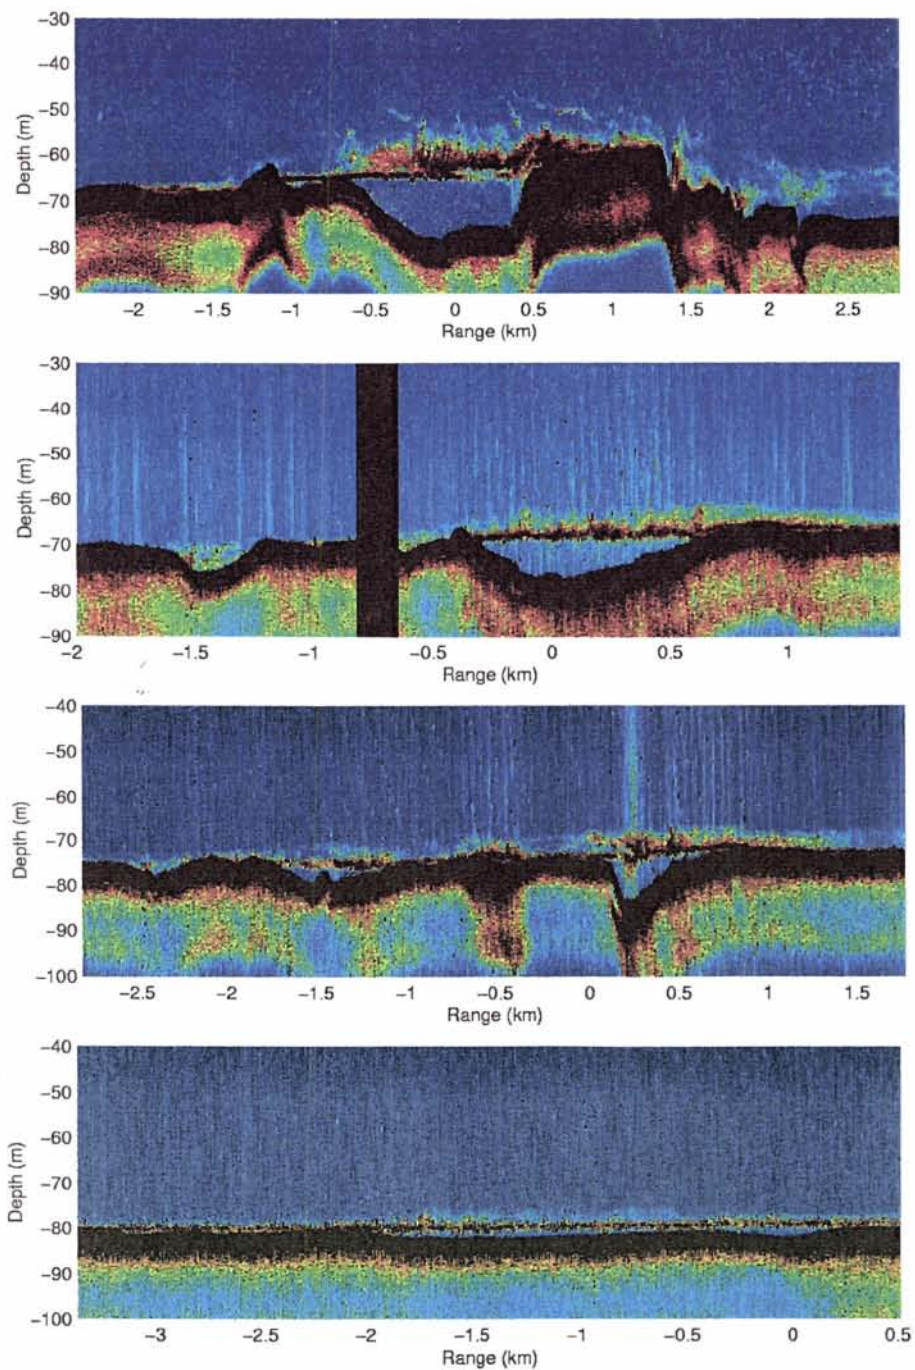 −30
−40
−50
−60
−70
−80
−90
Depth (m)
−2 −1.5 −1 −0.5 0 0.5 1 1.5 2 2.5
Range (km)
−30
−40
−50
−60
−70
−80
−90
Depth (m)
−2 −1.5 −1 −0.5 0 0.5 1
Range (km)
−40
−50
−60
−70
−80
−90
−100
Depth (m)
−2.5 −2 −1.5 −1 −0.5 0 0.5 1 1.5
Range (km)
−40
−50
−60
−70
−80
−90
−100
Depth (m)
−3 −2.5 −2 −1.5 −1 −0.5 0 0.5
Range (km)